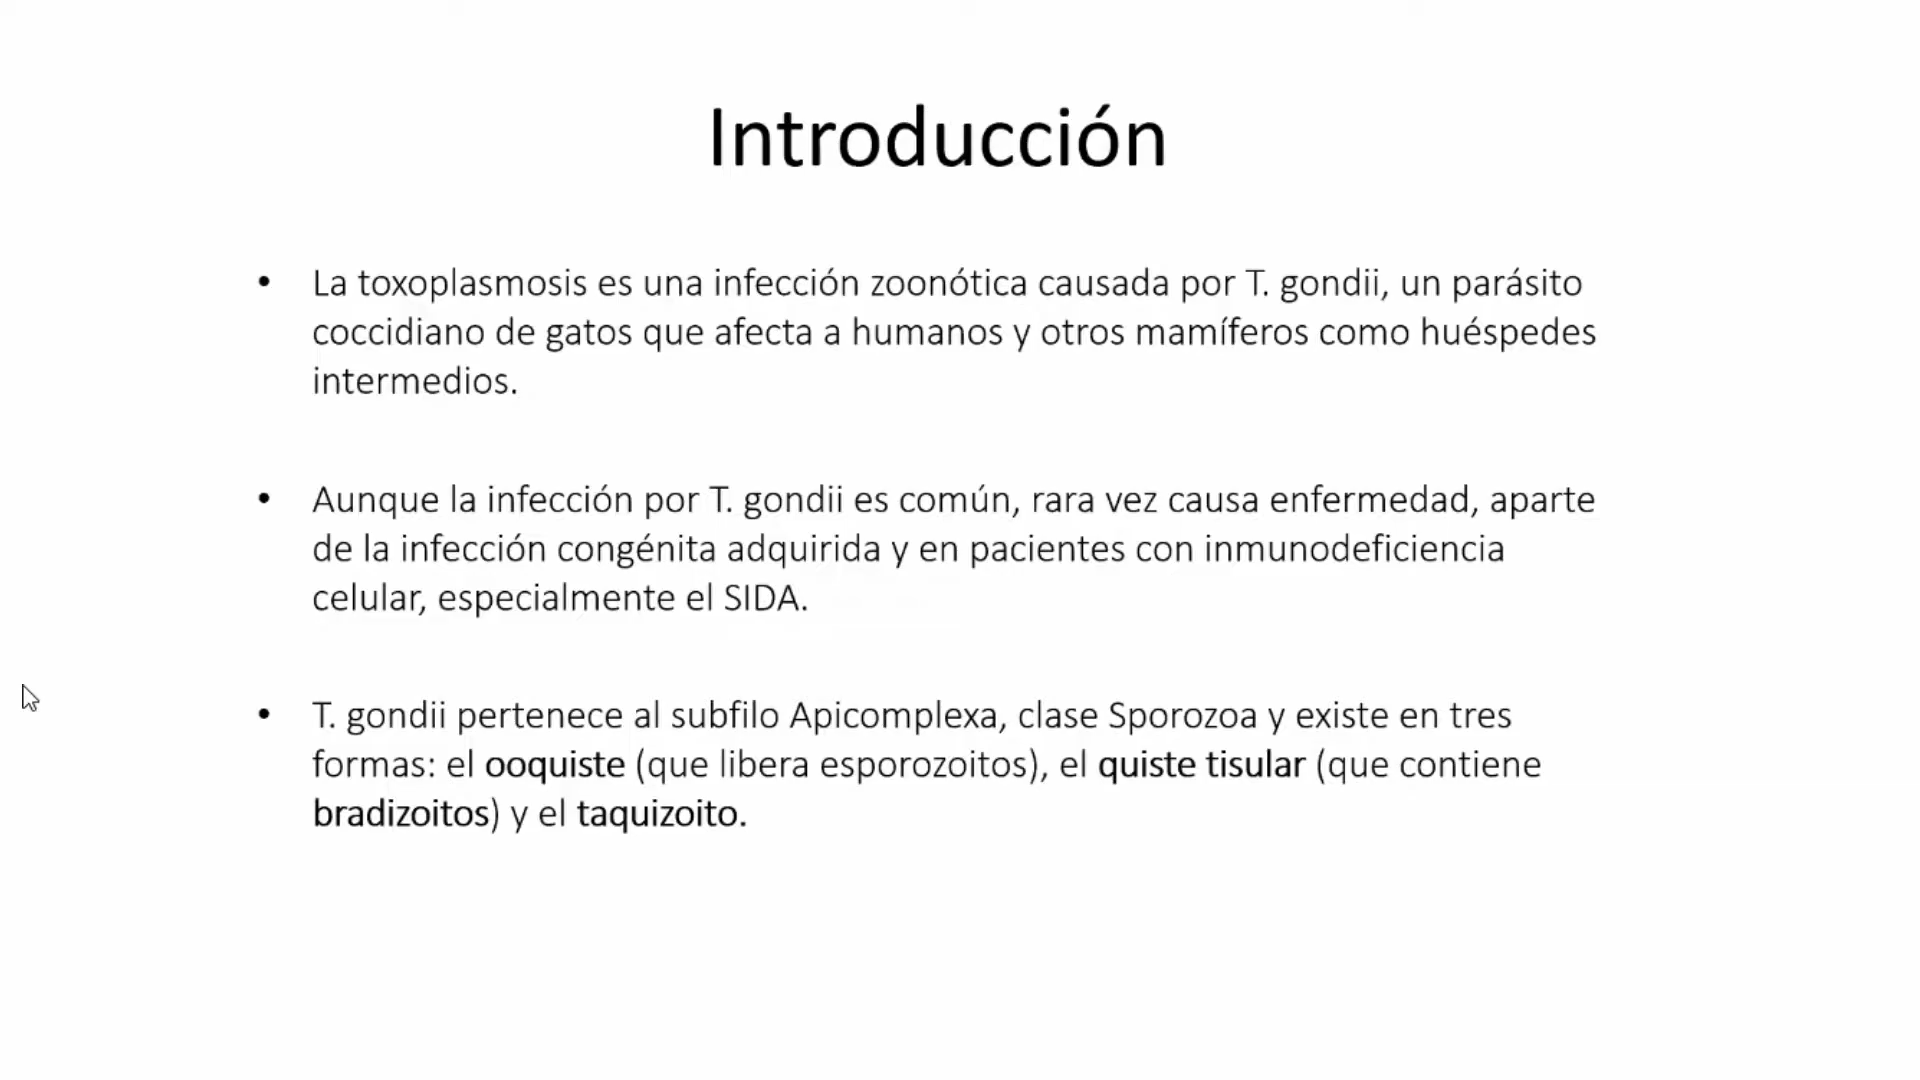 Introducción
• La toxoplasmosis es una infección zoonótica causada por T. gondii, un parásito
coccidiano de gatos que afecta a humanos y otros mamíferos como huéspedes
intermedios.
• Aunque la infección por T. gondii es común, rara vez causa enfermedad, aparte
de la infección congénita adquirida y en pacientes con inmunodeficiencia
celular, especialmente el SIDA.
• T. gondii pertenece al subfilo Apicomplexa, clase Sporozoa y existe en tres
formas: el ooquiste (que libera esporozoitos), el quiste tisular (que contiene
bradizoitos) y el taquizoito.